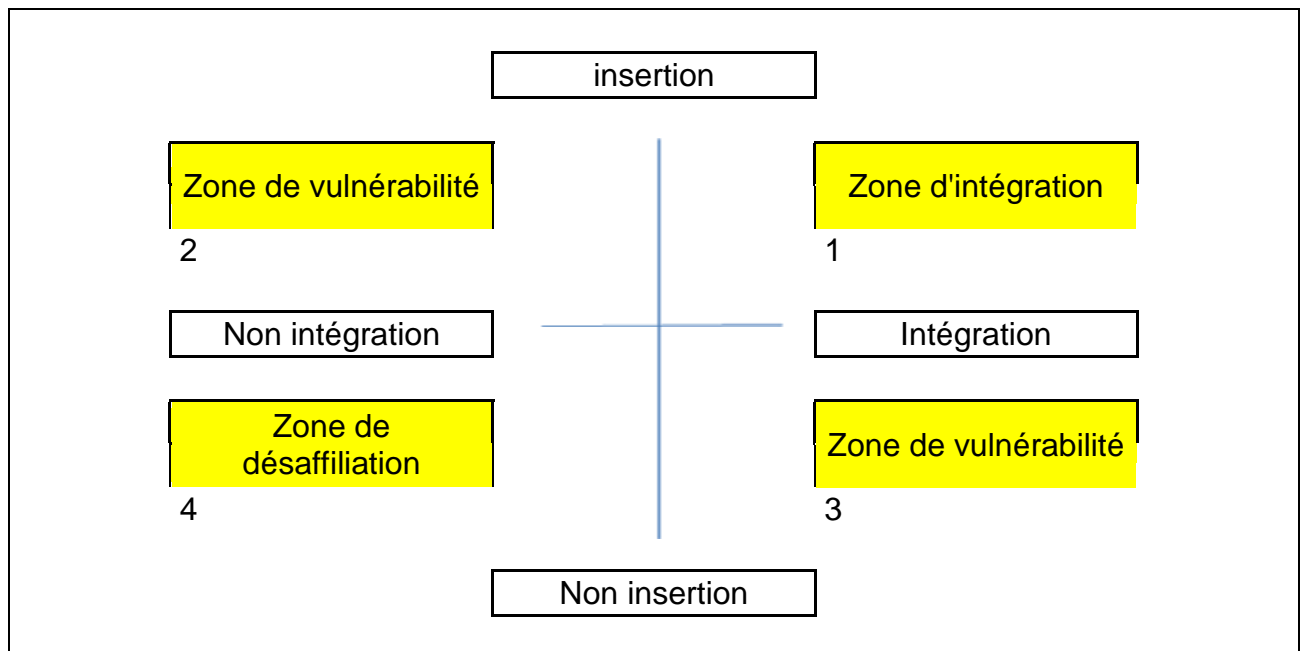 insertion
Zone de vulnérabilité
Zone d'intégration
2
1
Non intégration
Intégration
Zone de
désaffiliation
Zone de vulnérabilité
4
3
Non insertion